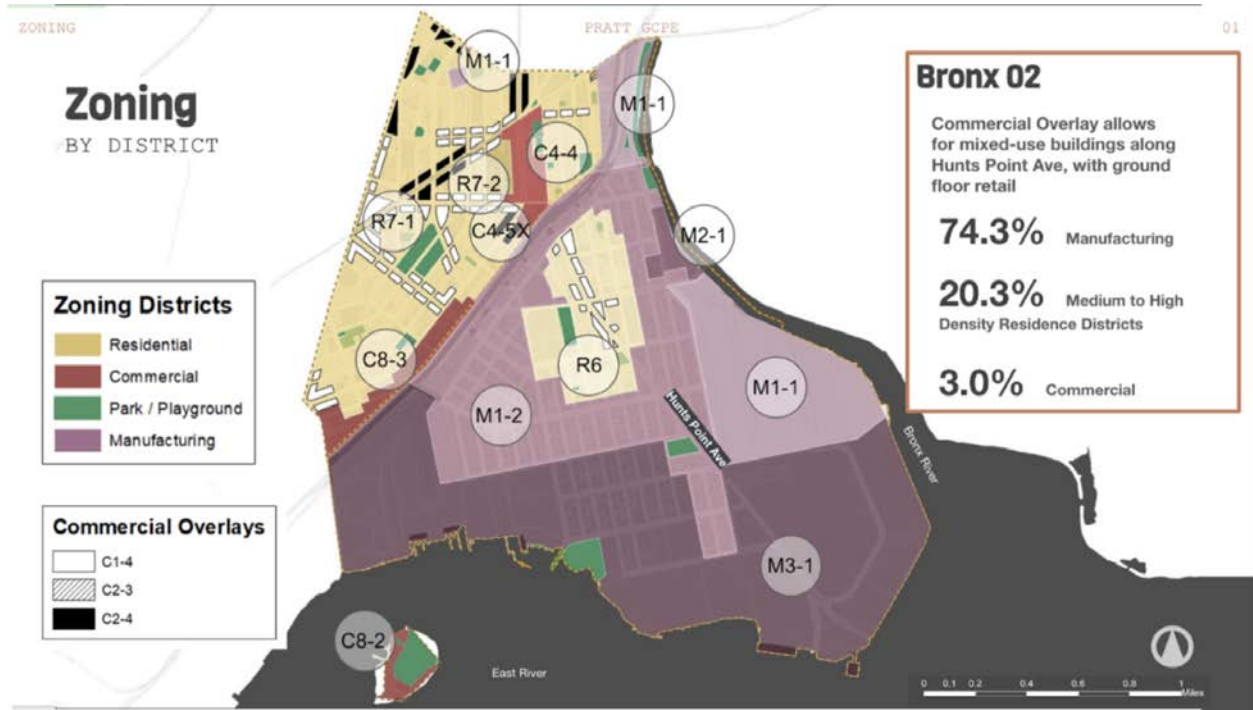 ZONING
PRATT GCPE
01
Zoning
BY DISTRICT
Zoning Districts
Residential
Commercial
Park / Playground
Manufacturing
Commercial Overlays
C1-4
C2-3
C2-4
M1-1
M1-1
C4-4
R7-2
R7-1
C4-5X
M2-1
C8-3
R6
M1-1
M1-2
Hunts Point Ave
Bronx River
M3-1
C8-2
East River
Bronx 02
Commercial Overlay allows
for mixed-use buildings along
Hunts Point Ave, with ground
floor retail
74.3% Manufacturing
20.3% Medium to High
Density Residence Districts
3.0% Commercial
0 0.1 0.2 0.4 0.6 0.8 1
Miles